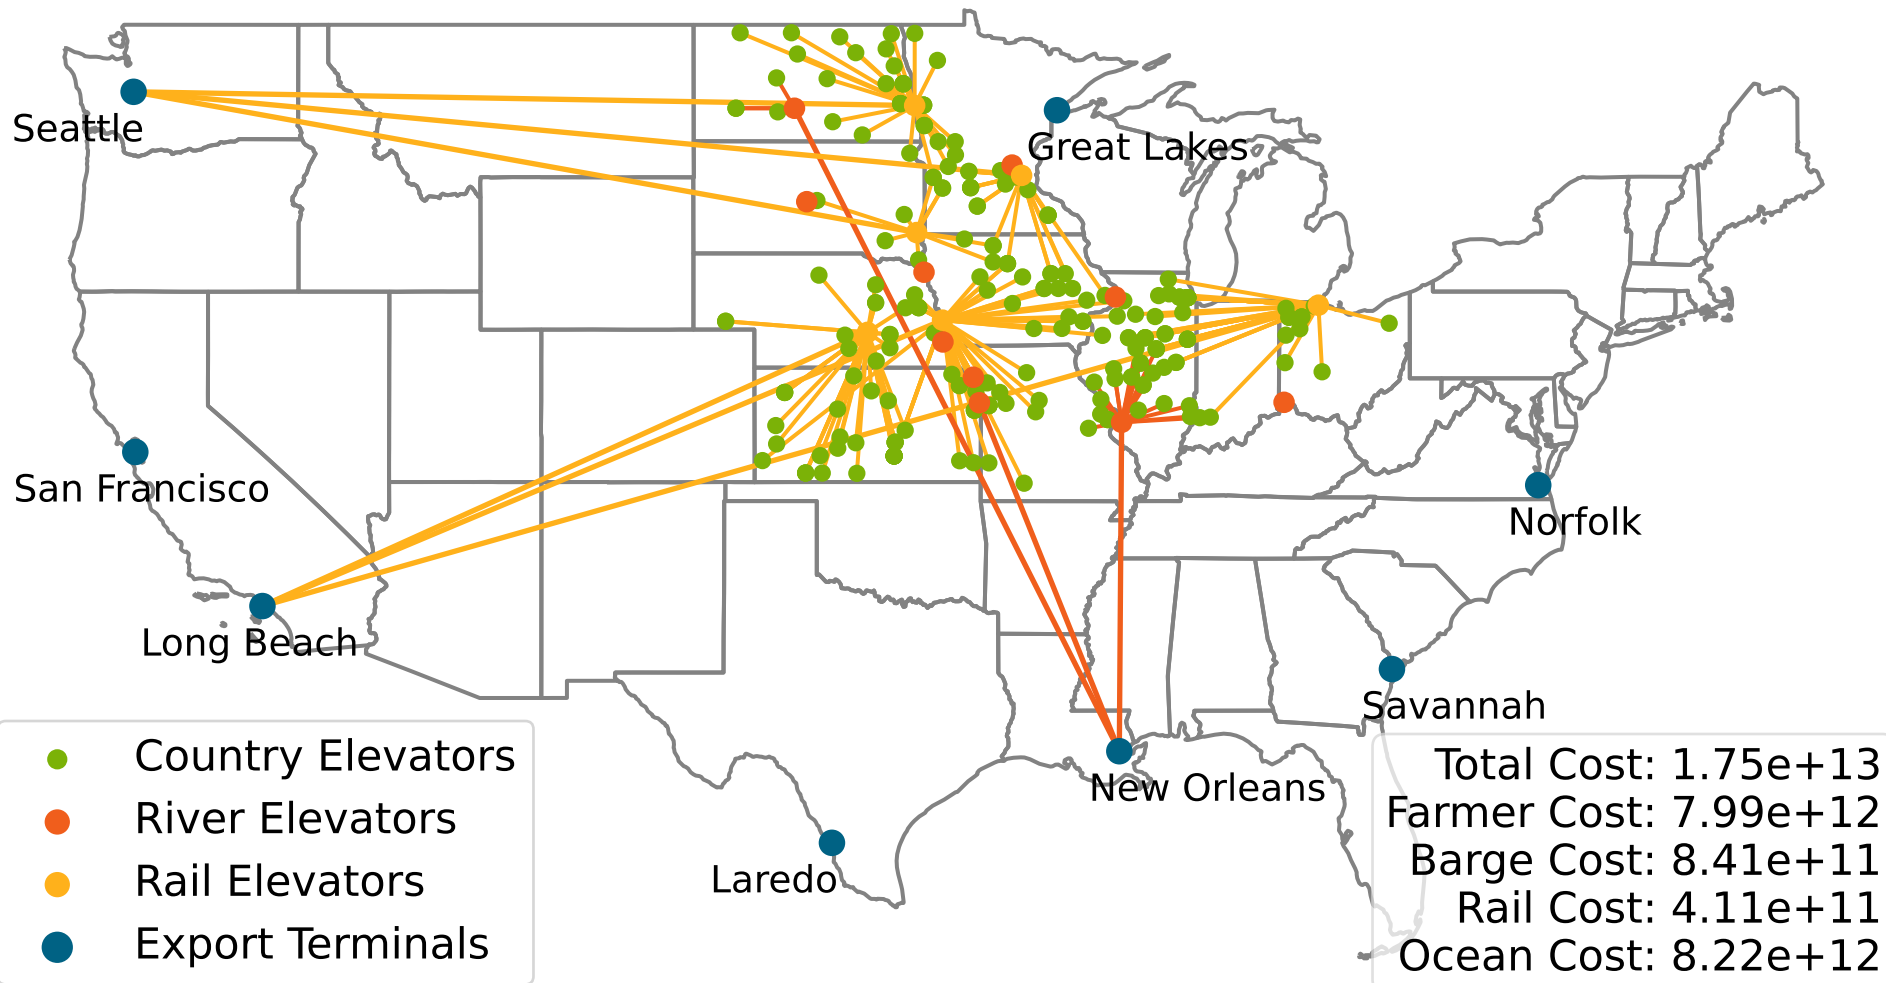 Seattle
Great Lakes
San Francisco
Norfolk
Long Beach
Savannah
New Orleans
Laredo
Country Elevators
River Elevators
Rail Elevators
Export Terminals
Total Cost: 1.75e+13
Farmer Cost: 7.99e+12
Barge Cost: 8.41e+11
Rail Cost: 4.11e+11
Ocean Cost: 8.22e+12